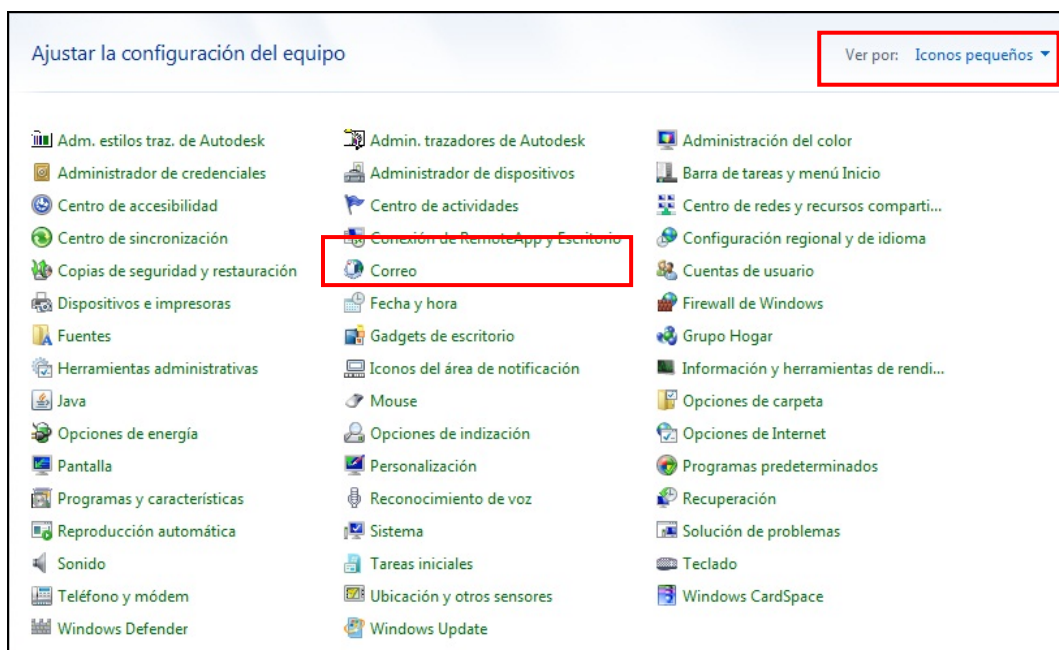 Ajustar la configuración del equipo
Ver por: Iconos pequeños
Adm. estilos traz. de Autodesk
Admin. trazadores de Autodesk
Administración del color
Administrador de credenciales
Administrador de dispositivos
Barra de tareas y menú Inicio
Centro de accesibilidad
Centro de actividades
Centro de redes y recursos comparti...
Centro de sincronización
Conexión de RemoteApp y Escritorio
Configuración regional y de idioma
Copias de seguridad y restauración
Correo
Cuentas de usuario
Dispositivos e impresoras
Fecha y hora
Firewall de Windows
Fuentes
Gadgets de escritorio
Grupo Hogar
Herramientas administrativas
Iconos del área de notificación
Información y herramientas de rendi...
Java
Mouse
Opciones de carpeta
Opciones de energía
Opciones de indización
Opciones de Internet
Pantalla
Personalización
Programas predeterminados
Programas y características
Reconocimiento de voz
Recuperación
Reproducción automática
Sistema
Solución de problemas
Sonido
Tareas iniciales
Teclado
Teléfono y módem
Ubicación y otros sensores
Windows CardSpace
Windows Defender
Windows Update